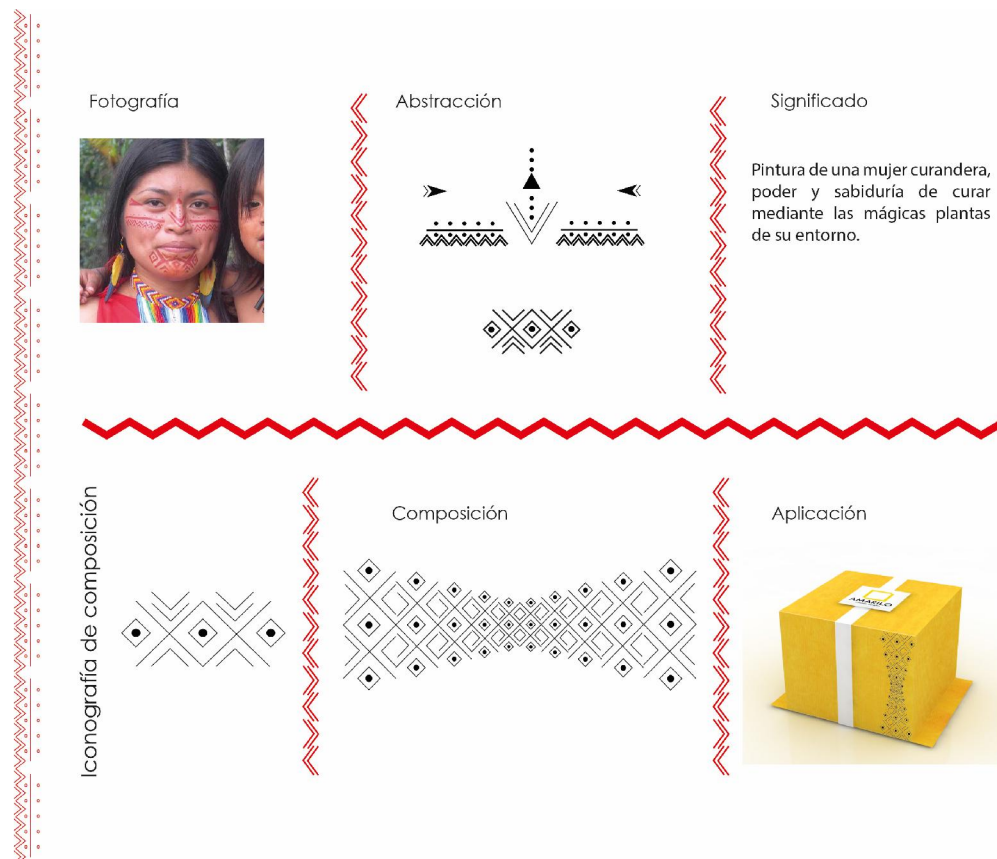 Fotografía
Abstracción
Significado
Pintura de una mujer curandera,
poder y sabiduría de curar
mediante las mágicas plantas
de su entorno.
Iconografía de composición
Composición
Aplicación
AMARILO